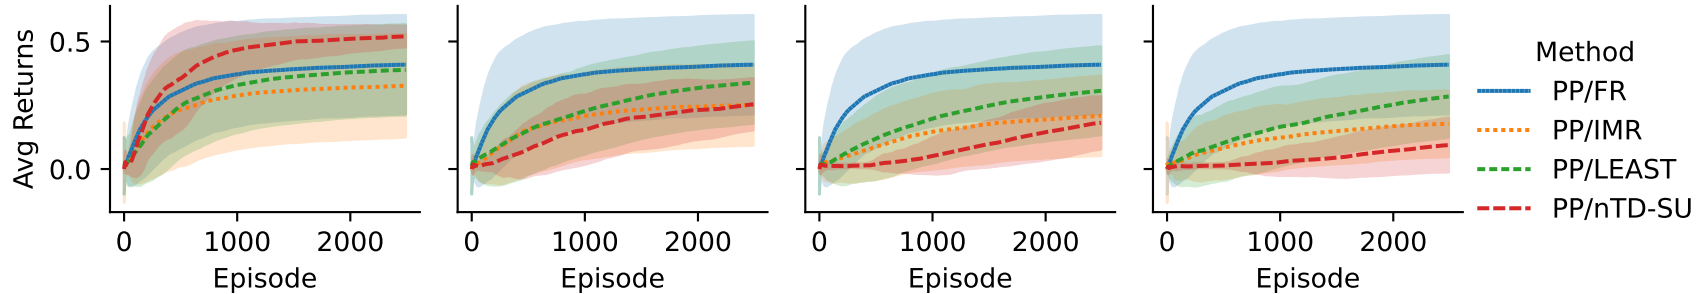 Avg Returns
0.5
0.0
0 1000 2000
Episode
0 1000 2000
Episode
0 1000 2000
Episode
0 1000 2000
Episode
Method
PP/FR
PP/IMR
PP/LEAST
PP/nTD-SU